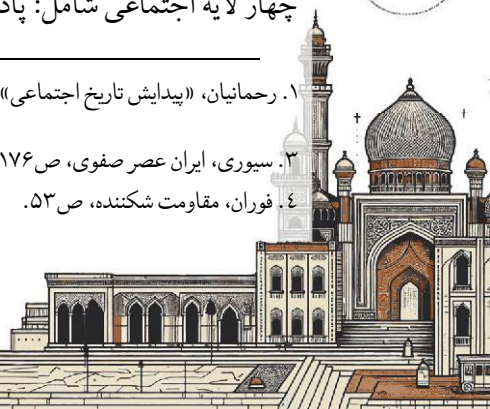 چهار لایه اجتماعی شامل: پاد
۱. رحمانیان، «پیدایش تاریخ اجتماعی»
۳. سیوری، ایران عصر صفوی، ص۱۷۶
٤. فوران، مقاومت شکننده، ص۵۳.